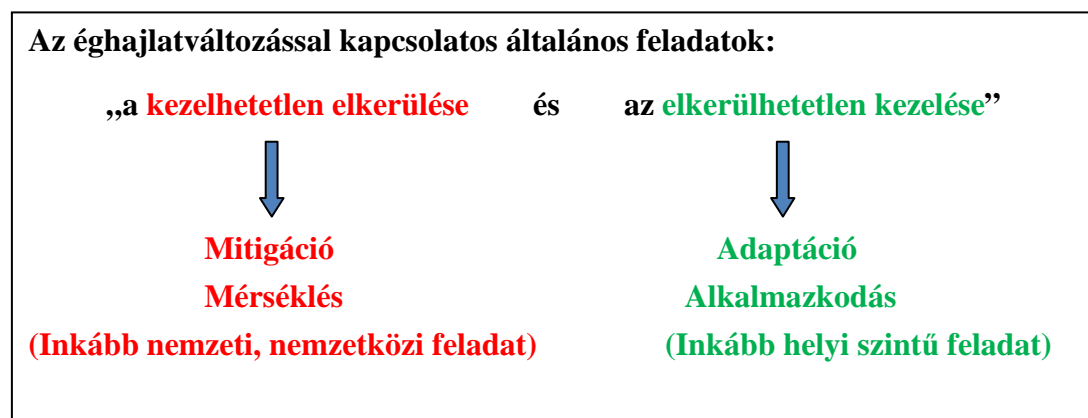 Az éghajlatváltozással kapcsolatos általános feladatok:
„a kezelhetetlen elkerülése és az elkerülhetetlen kezelése”
Mitigáció Adaptáció
Mérséklés Alkalmazkodás
(Inkább nemzeti, nemzetközi feladat) (Inkább helyi szintű feladat)